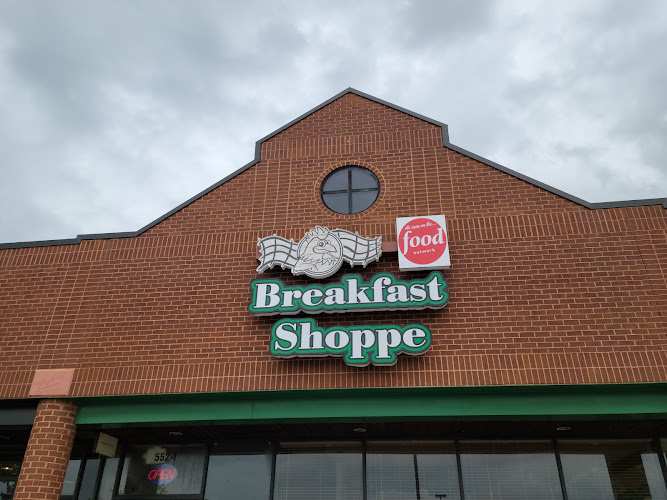 As seen on the...
food
network
Breakfast
Shoppe
552-I
OPEN